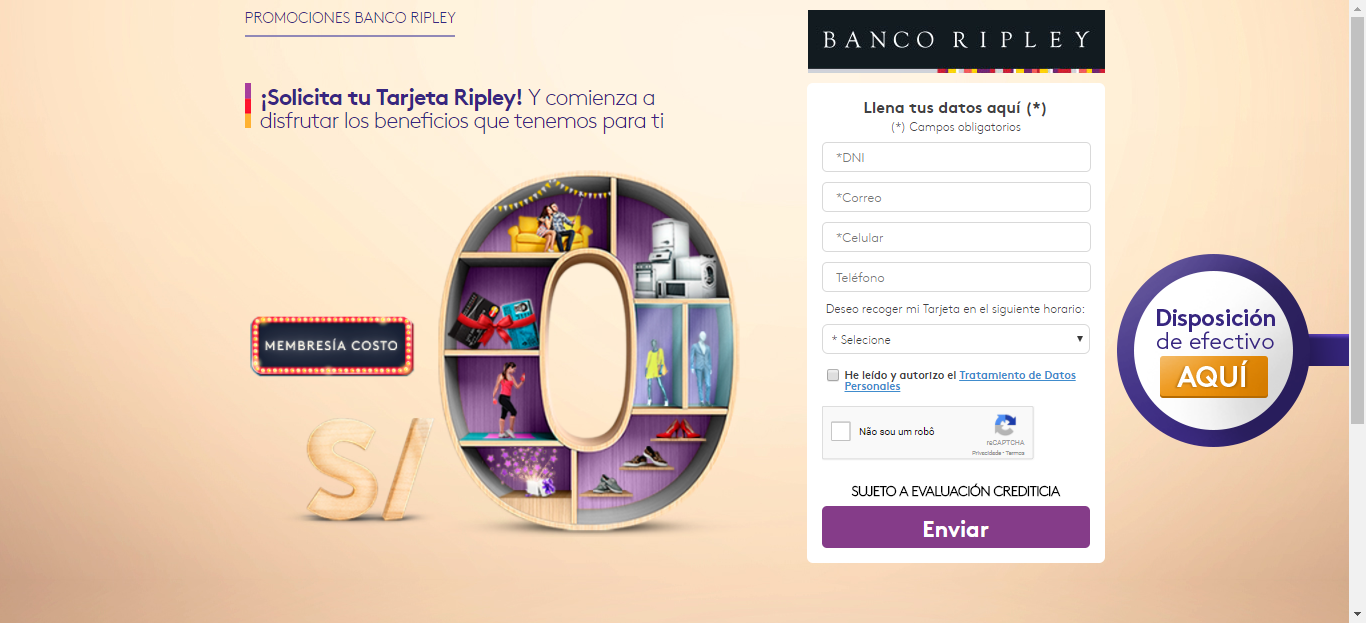 PROMOCIONES BANCO RIPLEY
¡Solicita tu Tarjeta Ripley! Y comienza a
disfrutar los beneficios que tenemos para ti
MEMBRESÍA COSTO
S/ 0
BANCO RIPLEY
Llena tus datos aquí (*)
(*) Campos obligatorios
*DNI
*Correo
*Celular
Teléfono
Deseo recoger mi Tarjeta en el siguiente horario:
* Selecione
He leído y autorizo el Tratamiento de Datos
Personales
Não sou um robô
reCAPTCHA
Privacidade - Termos
SUJETO A EVALUACIÓN CREDITICIA
Enviar
Disposición
de efectivo
AQUÍ